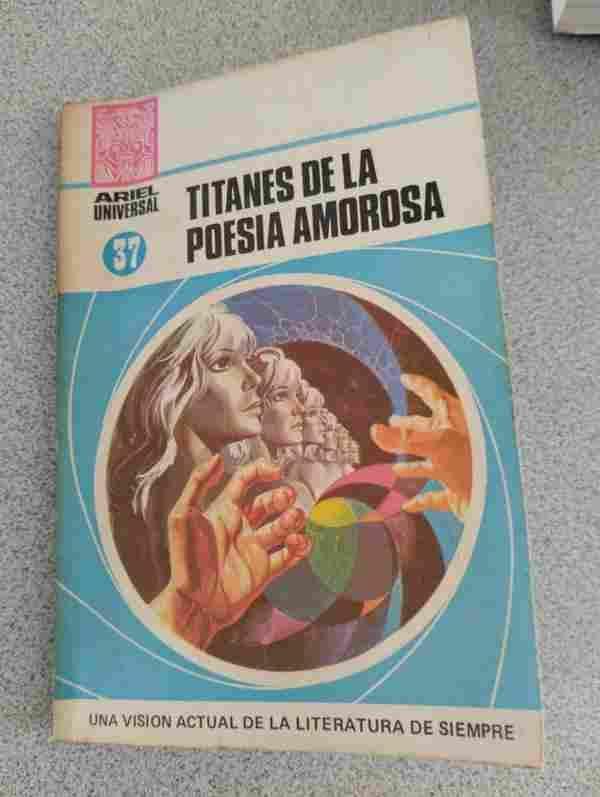 ARIEL
UNIVERSAL
37
TITANES DE LA
POESIA AMOROSA
UNA VISION ACTUAL DE LA LITERATURA DE SIEMPRE